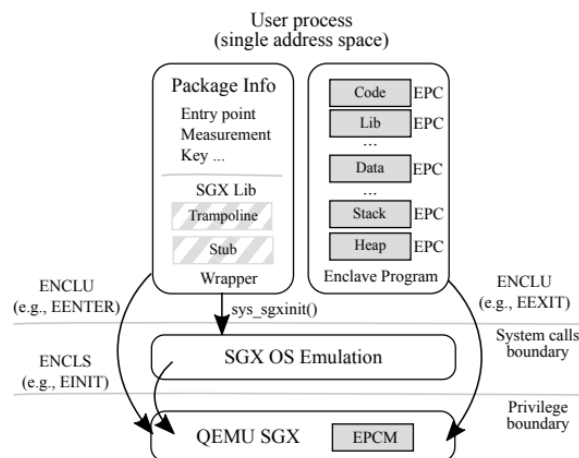 User process
(single address space)
Package Info
Entry point
Measurement
Key ...
SGX Lib
Trampoline
Stub
Wrapper
Code EPC
Lib EPC
...
Data EPC
...
Stack EPC
Heap EPC
Enclave Program
ENCLU
(e.g., EENTER)
sys_sgxinit()
ENCLU
(e.g., EEXIT)
System calls
boundary
SGX OS Emulation
ENCLS
(e.g., EINIT)
Privilege
boundary
QEMU SGX
EPCM